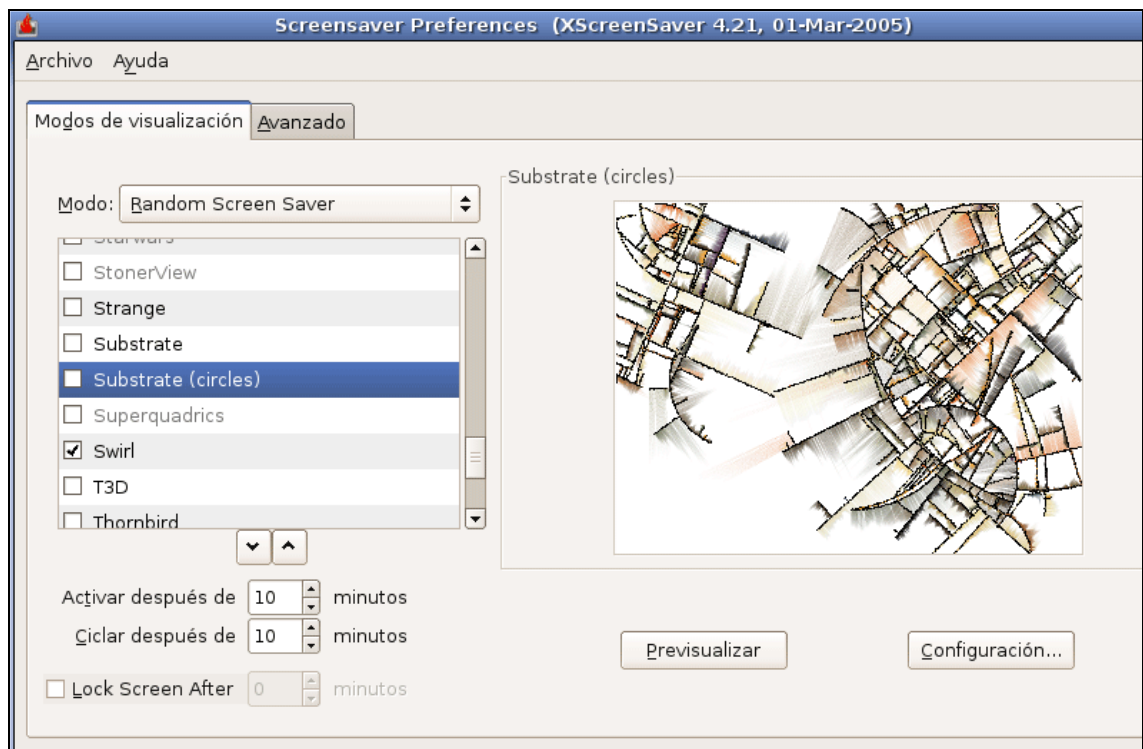 Screensaver Preferences (XScreenSaver 4.21, 01-Mar-2005)
Archivo Ayuda
Modos de visualización Avanzado
Modo: Random Screen Saver
Starwars
StonerView
Strange
Substrate
Substrate (circles)
Superquadrics
Swirl
T3D
Thornbird
Activar después de 10 minutos
Ciclar después de 10 minutos
Lock Screen After 0 minutos
Substrate (circles)
Previsualizar Configuración...